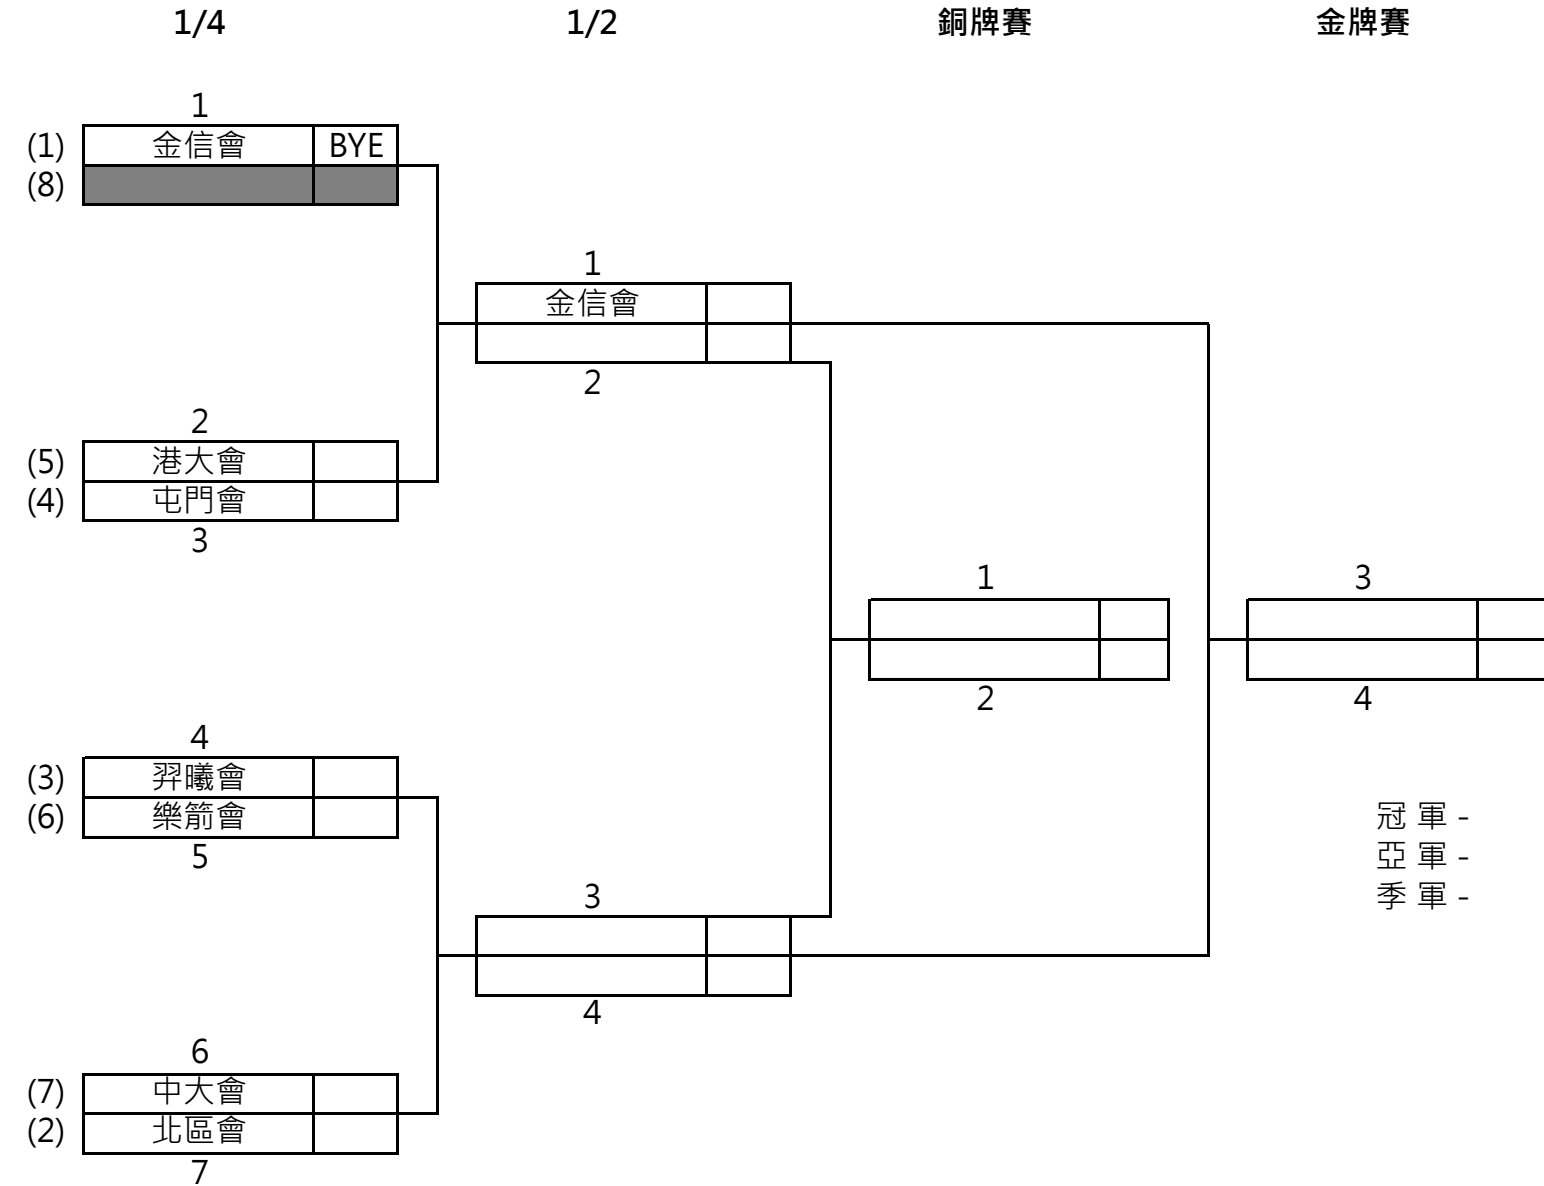 1/4 1/2 銅牌賽 金牌賽
1
(1) 金信會 BYE
(8)
1
金信會
2
2
(5) 港大會
(4) 屯門會
3
1 3
2 4
4
(3) 羿曦會
(6) 樂箭會
5
冠 軍 -
亞 軍 -
季 軍 -
3
4
6
(7) 中大會
(2) 北區會
7